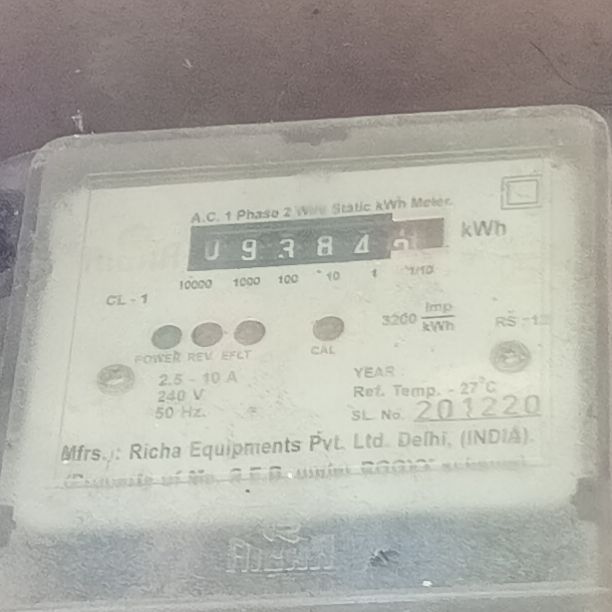 A.C. 1 Phase 2 Wire Static kWh Meter.
0 9 3 8 4 kWh
10000 1000 100 10 1 1/10
CL - 1
3200 Imp
kWh
RS
POWER REV. EFLT CAL
2.5 - 10 A
240 V
50 Hz.
YEAR
Ref. Temp. - 27°C
SL. No. 201220
Mfrs.: Richa Equipments Pvt. Ltd. Delhi, (INDIA).